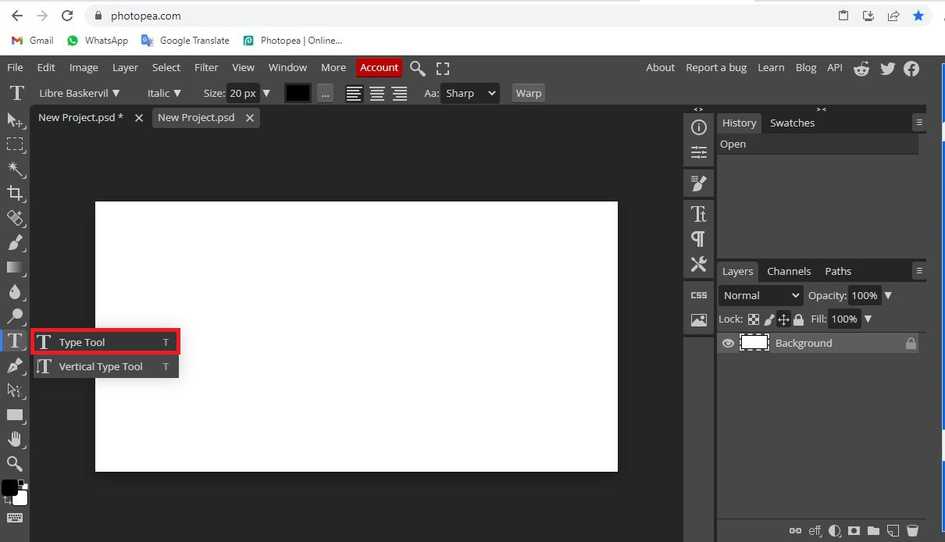 photopea.com
Gmail WhatsApp Google Translate Photopea | Online...
File Edit Image Layer Select Filter View Window More Account About Report a bug Learn Blog API
Libre Baskervil Italic Size: 20 px ... Aa: Sharp Warp
New Project.psd * New Project.psd
History Swatches
Open
Layers Channels Paths
Normal Opacity: 100%
Lock: Fill: 100%
Type Tool T
Background
Vertical Type Tool T
CSS
eff